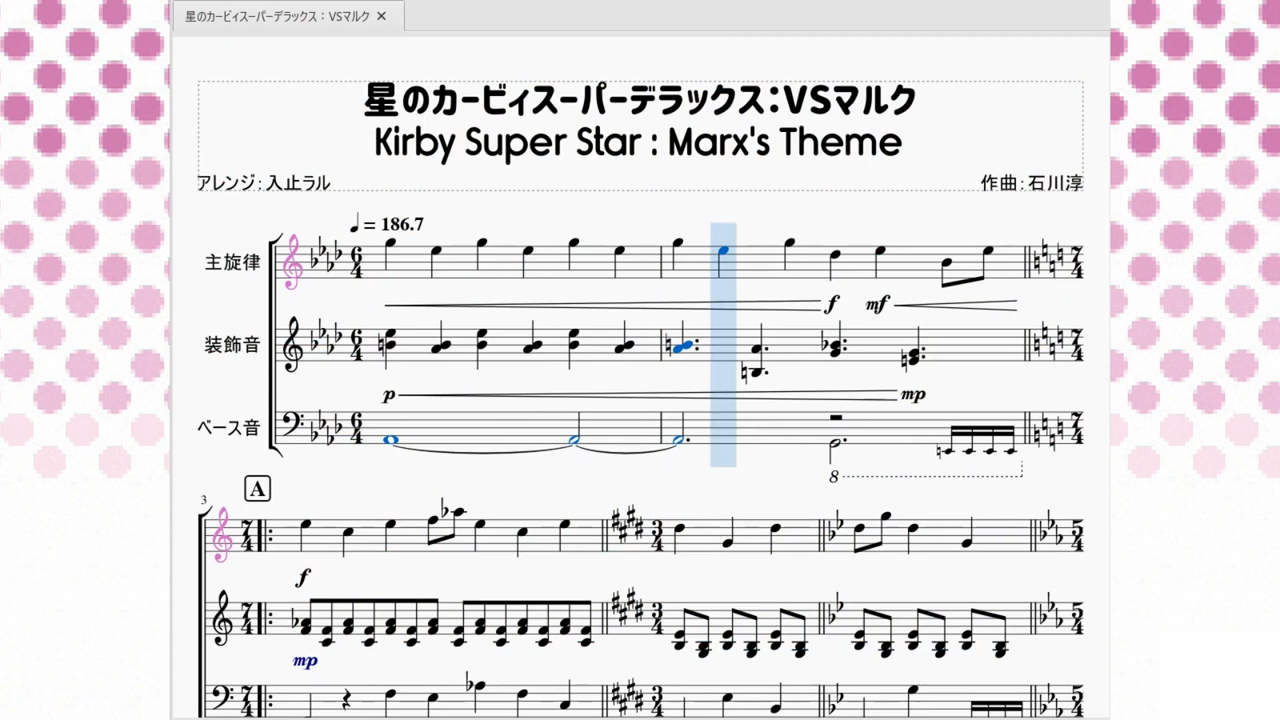 星のカービィスーパーデラックス：VSマルク ×
星のカービィスーパーデラックス：VSマルク
Kirby Super Star : Marx's Theme
アレンジ：入止ラル
作曲：石川淳
= 186.7
主旋律
f mf
装飾音
p mp
ベース音
8
A
3
f
mp